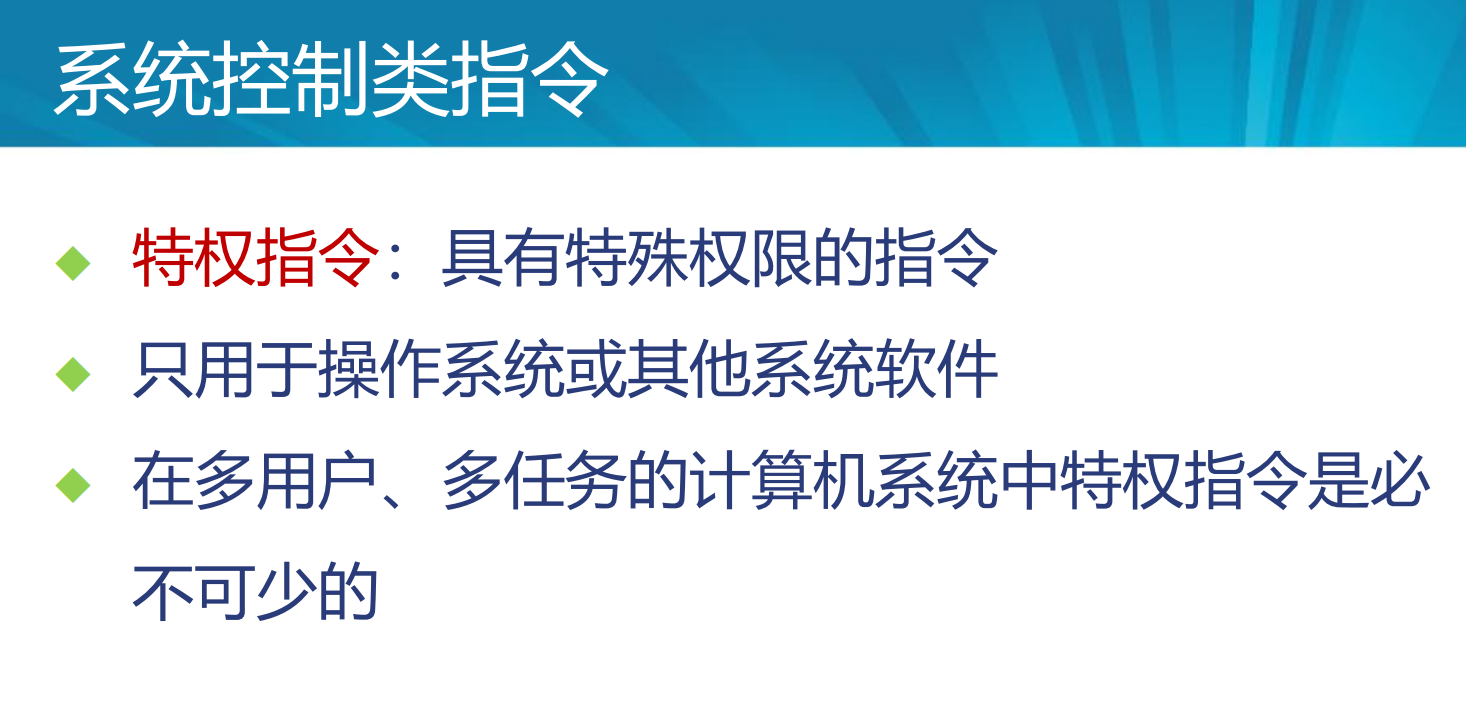 系统控制类指令
特权指令：具有特殊权限的指令
只用于操作系统或其他系统软件
在多用户、多任务的计算机系统中特权指令是必
不可少的